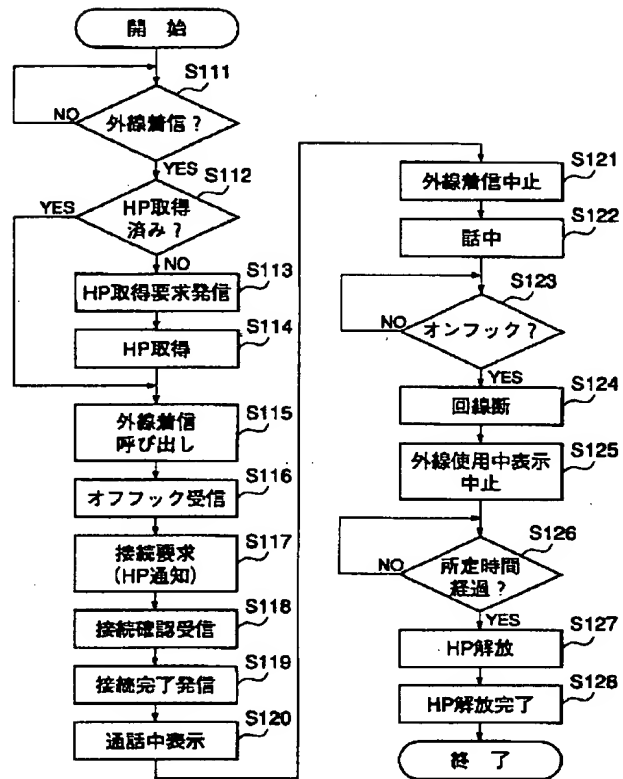 開 始
S111
外線着信？
NO
YES
S112
YES
HP取得
済み？
NO
S113
HP取得要求発信
S114
HP取得
S115
外線着信
呼び出し
S116
オフフック受信
S117
接続要求
(HP通知)
S118
接続確認受信
S119
接続完了発信
S120
通話中表示
S121
外線着信中止
S122
話中
S123
オンフック？
NO
YES
S124
回線断
S125
外線使用中表示
中止
S126
所定時間
経過？
NO
YES
S127
HP解放
S128
HP解放完了
終 了